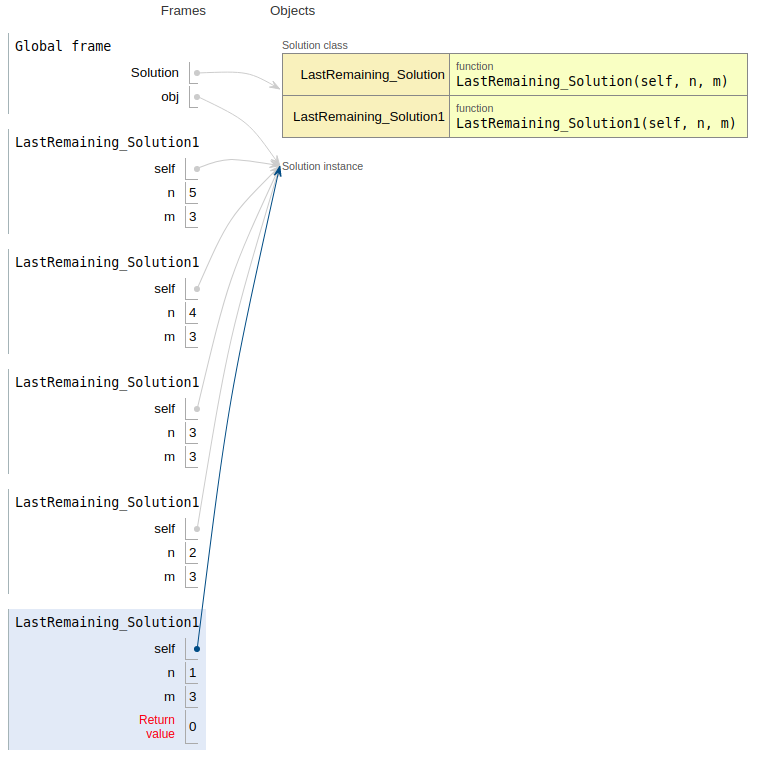 Frames Objects
Global frame
Solution
obj
Solution class
LastRemaining_Solution function
LastRemaining_Solution(self, n, m)
LastRemaining_Solution1 function
LastRemaining_Solution1(self, n, m)
Solution instance
LastRemaining_Solution1
self
n 5
m 3
LastRemaining_Solution1
self
n 4
m 3
LastRemaining_Solution1
self
n 3
m 3
LastRemaining_Solution1
self
n 2
m 3
LastRemaining_Solution1
self
n 1
m 3
Return
value 0